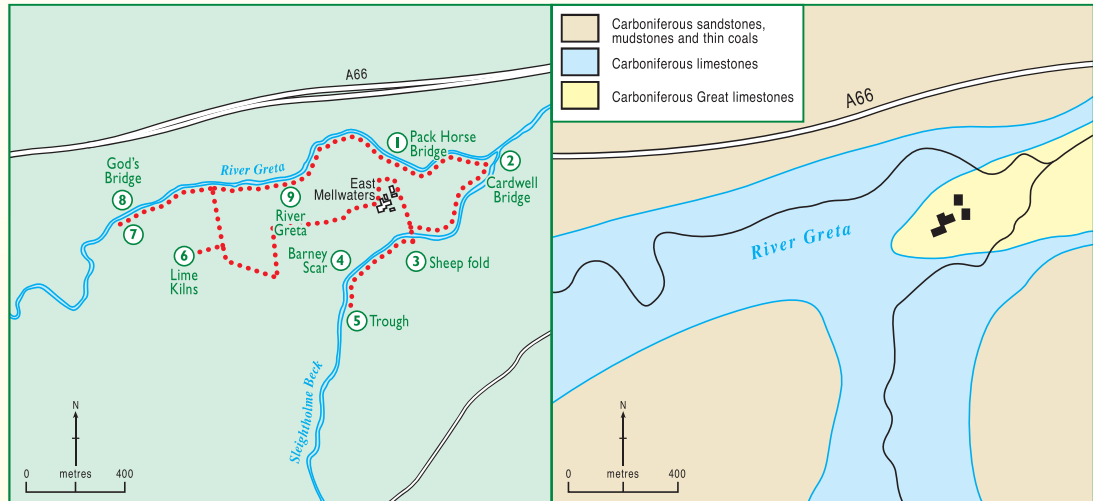 A66
1
Pack Horse
Bridge
2
Cardwell
Bridge
God's
Bridge
8
7
River Greta
9
River
Greta
East
Mellwaters
6
Lime
Kilns
Barney
Scar
4
3
Sheep fold
5
Trough
Sleightholme Beck
N
0
metres
400
Carboniferous sandstones,
mudstones and thin coals
Carboniferous limestones
Carboniferous Great limestones
A66
River Greta
N
0
metres
400